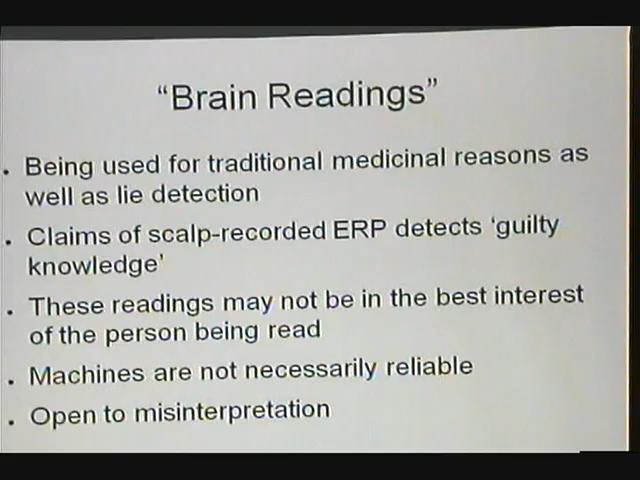 “Brain Readings”
. Being used for traditional medicinal reasons as
well as lie detection
. Claims of scalp-recorded ERP detects ‘guilty
knowledge’
. These readings may not be in the best interest
of the person being read
. Machines are not necessarily reliable
. Open to misinterpretation